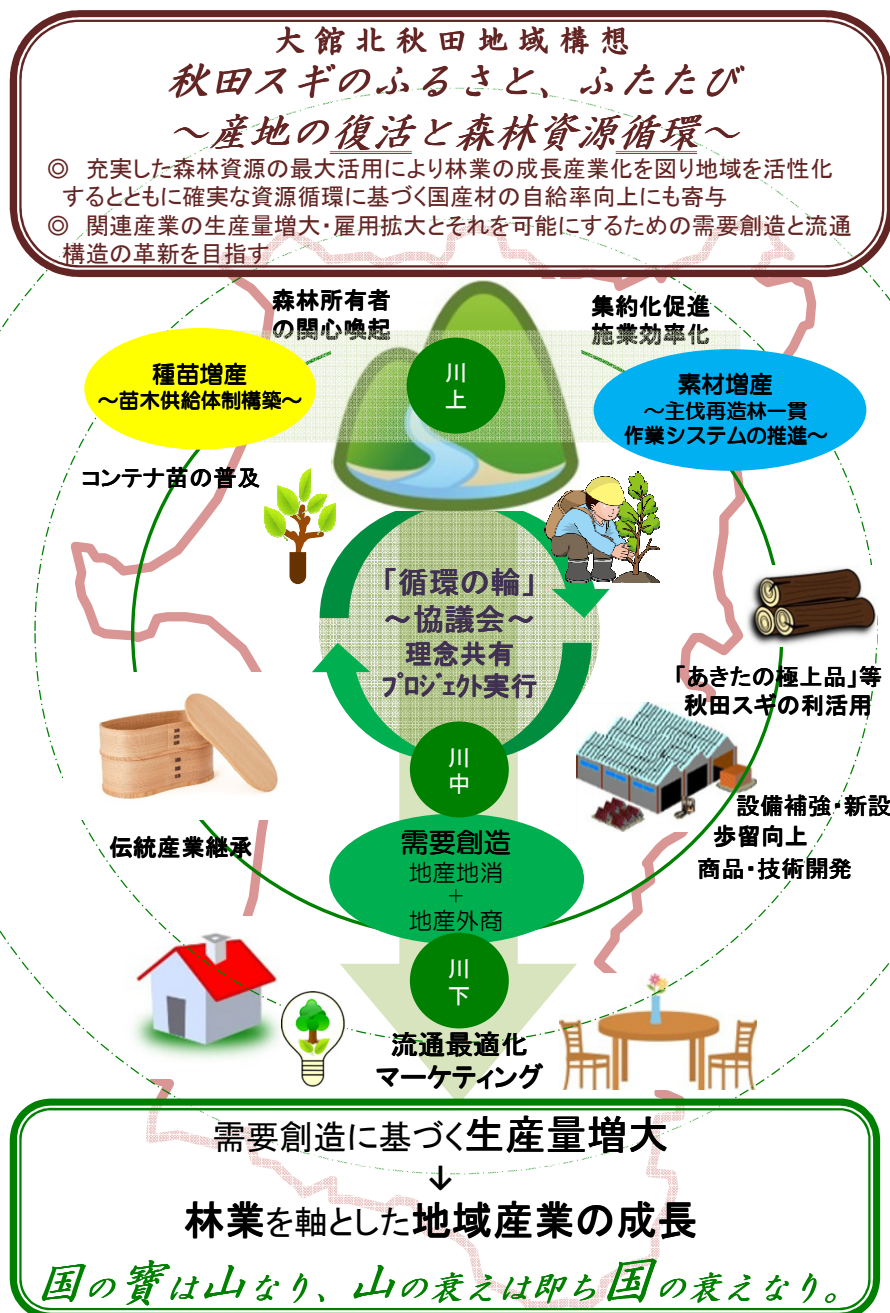 大館北秋田地域構想
秋田スギのふるさと、ふたたび
～産地の復活と森林資源循環～
◎ 充実した森林資源の最大活用により林業の成長産業化を図り地域を活性化
するとともに確実な資源循環に基づく国産材の自給率向上にも寄与
◎ 関連産業の生産量増大・雇用拡大とそれを可能にするための需要創造と流通
構造の革新を目指す
森林所有者
の関心喚起
集約化促進
施業効率化
川上
種苗増産
～苗木供給体制構築～
素材増産
～主伐再造林一貫
作業システムの推進～
コンテナ苗の普及
「循環の輪」
～協議会～
理念共有
プロジェクト実行
「あきたの極上品」等
秋田スギの利活用
川中
設備補強・新設
歩留向上
商品・技術開発
伝統産業継承
需要創造
地産地消
+
地産外商
川下
流通最適化
マーケティング
需要創造に基づく生産量増大
↓
林業を軸とした地域産業の成長
国の寶は山なり、山の衰えは即ち国の衰えなり。